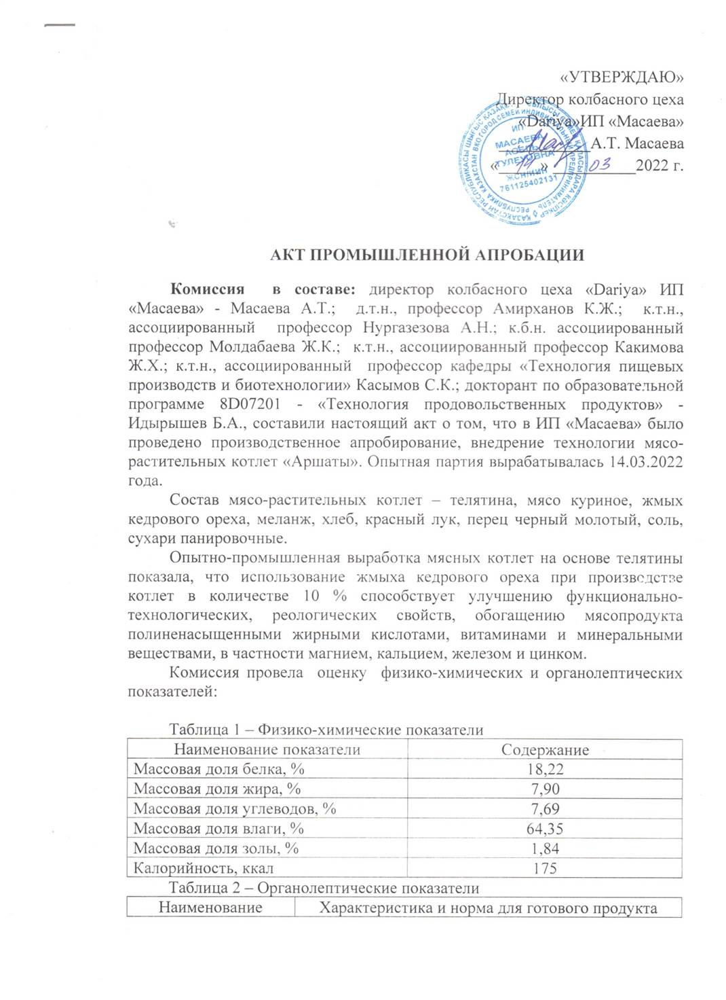 «УТВЕРЖДАЮ»
Директор колбасного цеха
«Dariya»ИП «Масаева»
___________А.Т. Масаева
«14» 03 2022 г.
ИП
МАСАЕВА
АСЕЛЬ
ТУЛЕУОВНА
ЖСН/ИИН
761125402131
АКТ ПРОМЫШЛЕННОЙ АПРОБАЦИИ
Комиссия в составе: директор колбасного цеха «Dariya» ИП
«Масаева» - Масаева А.Т.; д.т.н., профессор Амирханов К.Ж.; к.т.н.,
ассоциированный профессор Нургазезова А.Н.; к.б.н. ассоциированный
профессор Молдабаева Ж.К.; к.т.н., ассоциированный профессор Какимова
Ж.Х.; к.т.н., ассоциированный профессор кафедры «Технология пищевых
производств и биотехнологии» Касымов С.К.; докторант по образовательной
программе 8D07201 - «Технология продовольственных продуктов» -
Идырышев Б.А., составили настоящий акт о том, что в ИП «Масаева» было
проведено производственное апробирование, внедрение технологии мясо-
растительных котлет «Аршаты». Опытная партия вырабатывалась 14.03.2022
года.
Состав мясо-растительных котлет – телятина, мясо куриное, жмых
кедрового ореха, меланж, хлеб, красный лук, перец черный молотый, соль,
сухари панировочные.
Опытно-промышленная выработка мясных котлет на основе телятины
показала, что использование жмыха кедрового ореха при производстве
котлет в количестве 10 % способствует улучшению функционально-
технологических, реологических свойств, обогащению мясопродукта
полиненасыщенными жирными кислотами, витаминами и минеральными
веществами, в частности магнием, кальцием, железом и цинком.
Комиссия провела оценку физико-химических и органолептических
показателей:
Таблица 1 – Физико-химические показатели
Наименование показатели Содержание
Массовая доля белка, % 18,22
Массовая доля жира, % 7,90
Массовая доля углеводов, % 7,69
Массовая доля влаги, % 64,35
Массовая доля золы, % 1,84
Калорийность, ккал 175
Таблица 2 – Органолептические показатели
Наименование Характеристика и норма для готового продукта